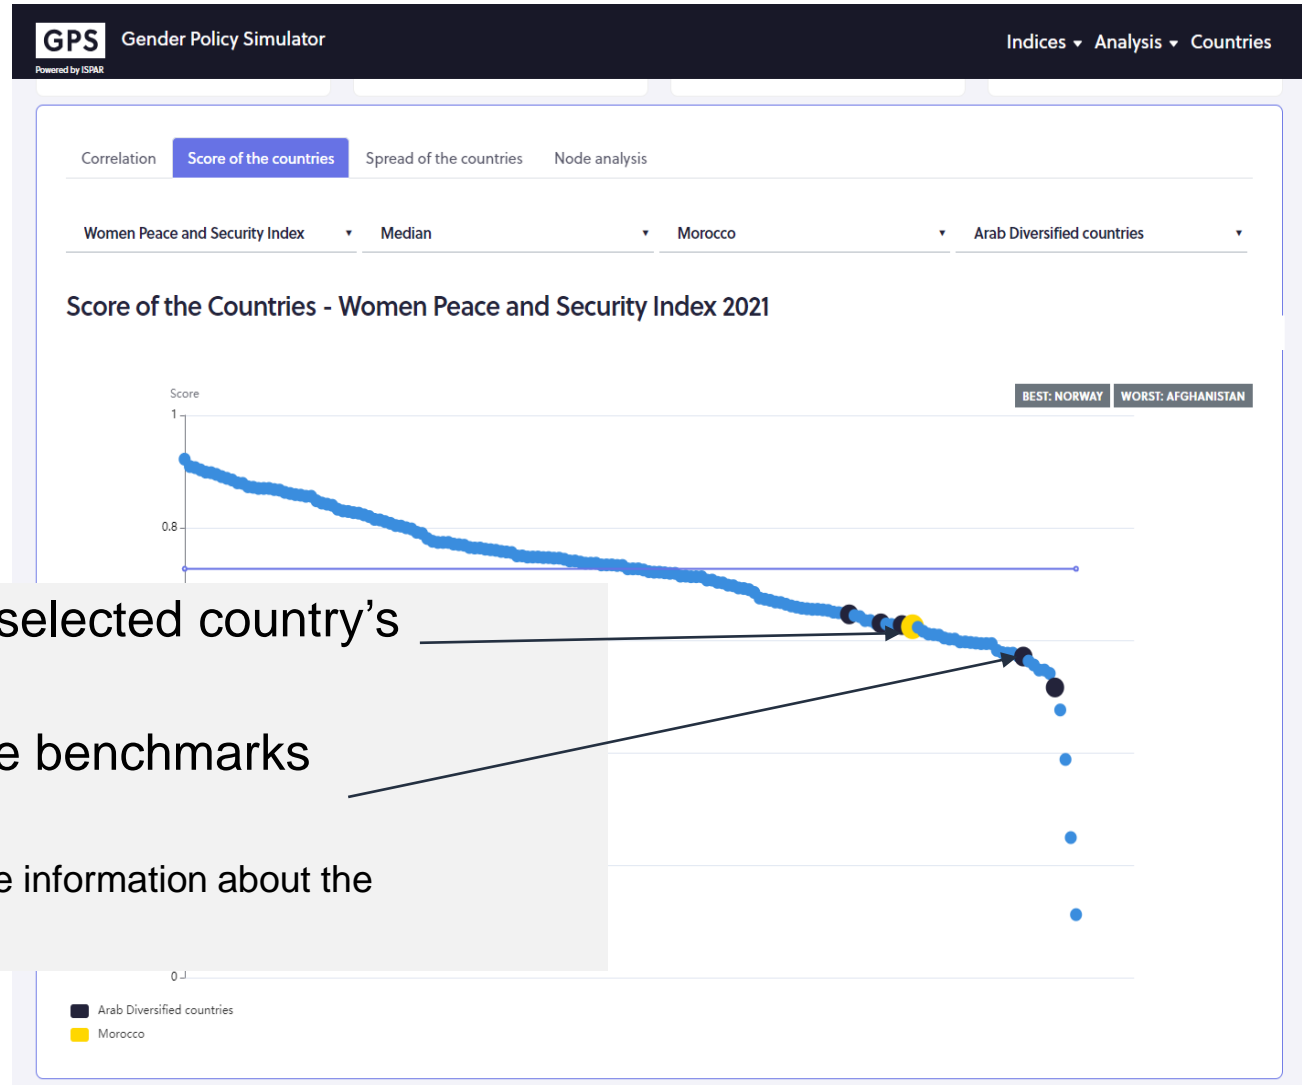 GPS Gender Policy Simulator
Powered by ISPAR
Indices Analysis Countries
Correlation Score of the countries Spread of the countries Node analysis
Women Peace and Security Index Median Morocco Arab Diversified countries
Score of the Countries - Women Peace and Security Index 2021
Score
BEST: NORWAY WORST: AFGHANISTAN
1
0.8
selected country's
e benchmarks
e information about the
0
Arab Diversified countries
Morocco